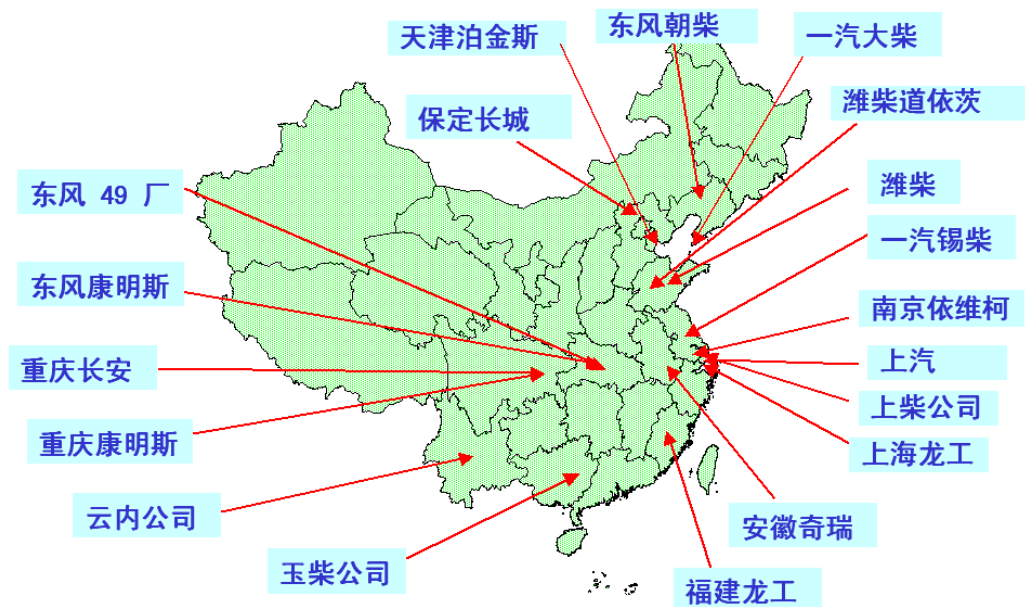 东风朝柴
天津泊金斯
一汽大柴
保定长城
潍柴道依茨
东风 49 厂
潍柴
一汽锡柴
东风康明斯
南京依维柯
重庆长安
上汽
上柴公司
重庆康明斯
上海龙工
云内公司
安徽奇瑞
玉柴公司
福建龙工